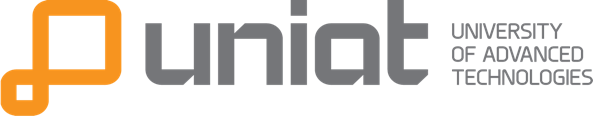 uniat
UNIVERSITY
OF ADVANCED
TECHNOLOGIES